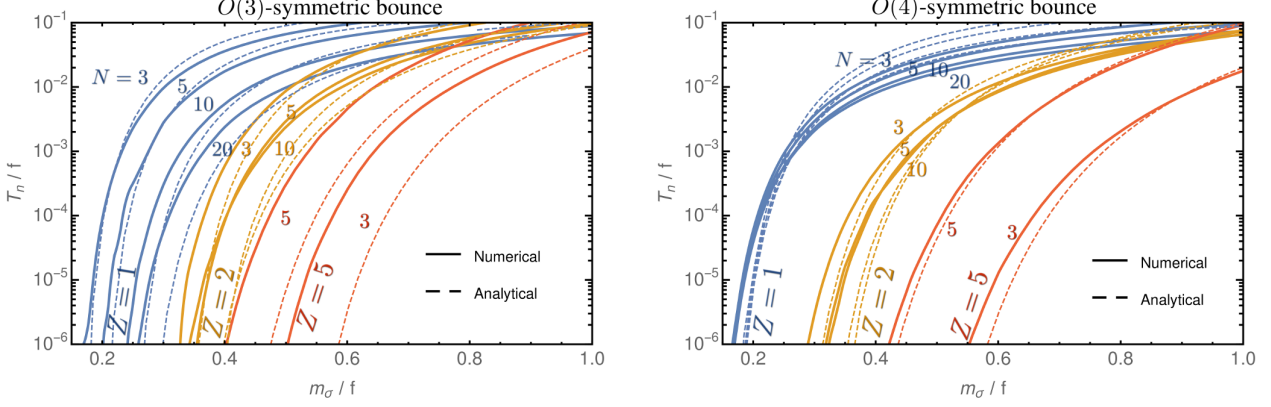 O(3)-symmetric bounce
10⁻¹
10⁻²
10⁻³
10⁻⁴
10⁻⁵
10⁻⁶
Tₙ / f
N = 3
5
10
20
3
5
10
5
3
Z = 1
Z = 2
Z = 5
Numerical
Analytical
0.2 0.4 0.6 0.8 1.0
m_σ / f
O(4)-symmetric bounce
10⁻¹
10⁻²
10⁻³
10⁻⁴
10⁻⁵
10⁻⁶
Tₙ / f
N = 3
5 10
20
3
5
10
5
3
Z = 1
Z = 2
Z = 5
Numerical
Analytical
0.2 0.4 0.6 0.8 1.0
m_σ / f